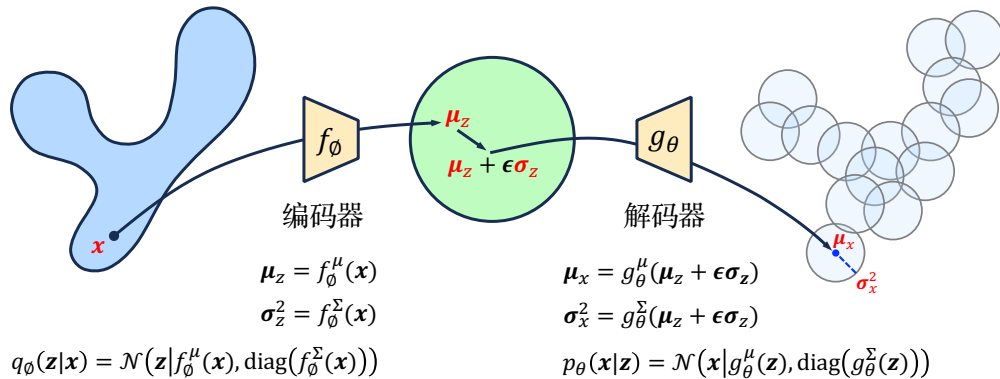 f_∅
μ_z
μ_z + ϵσ_z
g_θ
编码器
解码器
x
μ_x
σ_x^2
μ_z = f_∅^μ(x)
σ_z^2 = f_∅^Σ(x)
q_∅(z|x) = 𝒩(z|f_∅^μ(x), diag(f_∅^Σ(x)))
μ_x = g_θ^μ(μ_z + ϵσ_z)
σ_x^2 = g_θ^Σ(μ_z + ϵσ_z)
p_θ(x|z) = 𝒩(x|g_θ^μ(z), diag(g_θ^Σ(z)))